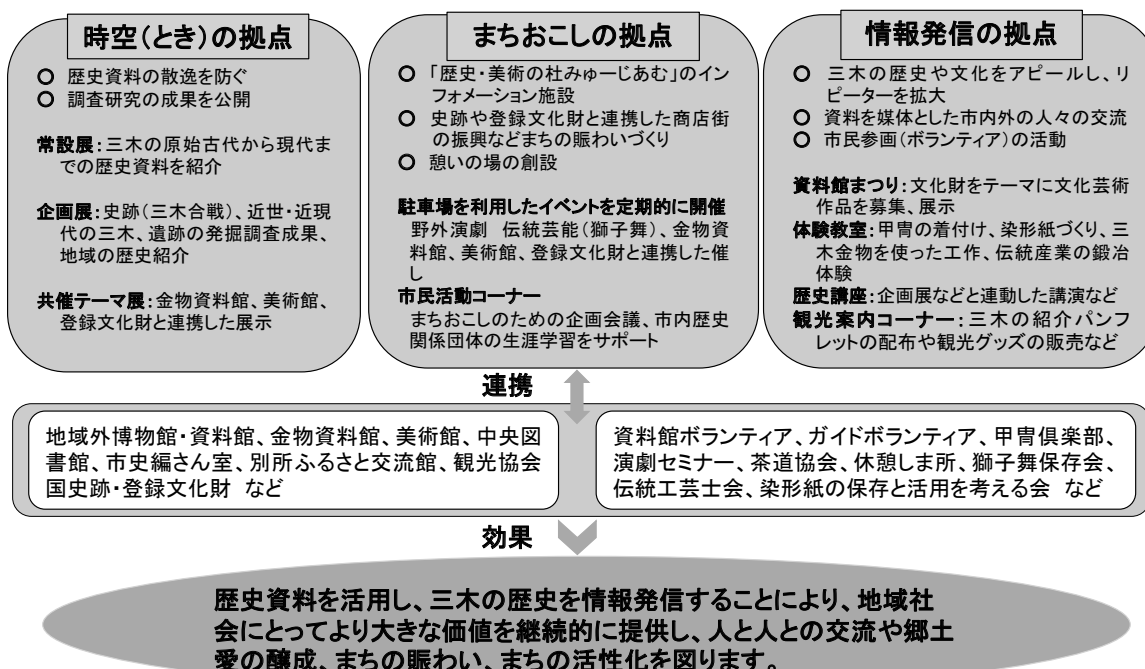 時空(とき)の拠点
○ 歴史資料の散逸を防ぐ
○ 調査研究の成果を公開
常設展:三木の原始古代から現代ま
での歴史資料を紹介
企画展:史跡(三木合戦)、近世・近現
代の三木、遺跡の発掘調査成果、
地域の歴史紹介
共催テーマ展:金物資料館、美術館、
登録文化財と連携した展示
まちおこしの拠点
○ 「歴史・美術の杜みゅーじあむ」のイン
フォメーション施設
○ 史跡や登録文化財と連携した商店街
の振興などまちの賑わいづくり
○ 憩いの場の創設
駐車場を利用したイベントを定期的に開催
野外演劇 伝統芸能(獅子舞)、金物資
料館、美術館、登録文化財と連携した催
し
市民活動コーナー
まちおこしのための企画会議、市内歴史
関係団体の生涯学習をサポート
情報発信の拠点
○ 三木の歴史や文化をアピールし、リ
ピーターを拡大
○ 資料を媒体とした市内外の人々の交流
○ 市民参画(ボランティア)の活動
資料館まつり:文化財をテーマに文化芸術
作品を募集、展示
体験教室:甲冑の着付け、染形紙づくり、三
木金物を使った工作、伝統産業の鍛冶
体験
歴史講座:企画展などと連動した講演など
観光案内コーナー:三木の紹介パンフ
レットの配布や観光グッズの販売など
連携
地域外博物館・資料館、金物資料館、美術館、中央図
書館、市史編さん室、別所ふるさと交流館、観光協会
国史跡・登録文化財 など
資料館ボランティア、ガイドボランティア、甲冑倶楽部、
演劇セミナー、茶道協会、休憩しま所、獅子舞保存会、
伝統工芸士会、染形紙の保存と活用を考える会 など
効果
歴史資料を活用し、三木の歴史を情報発信することにより、地域社
会にとってより大きな価値を継続的に提供し、人と人との交流や郷土
愛の醸成、まちの賑わい、まちの活性化を図ります。